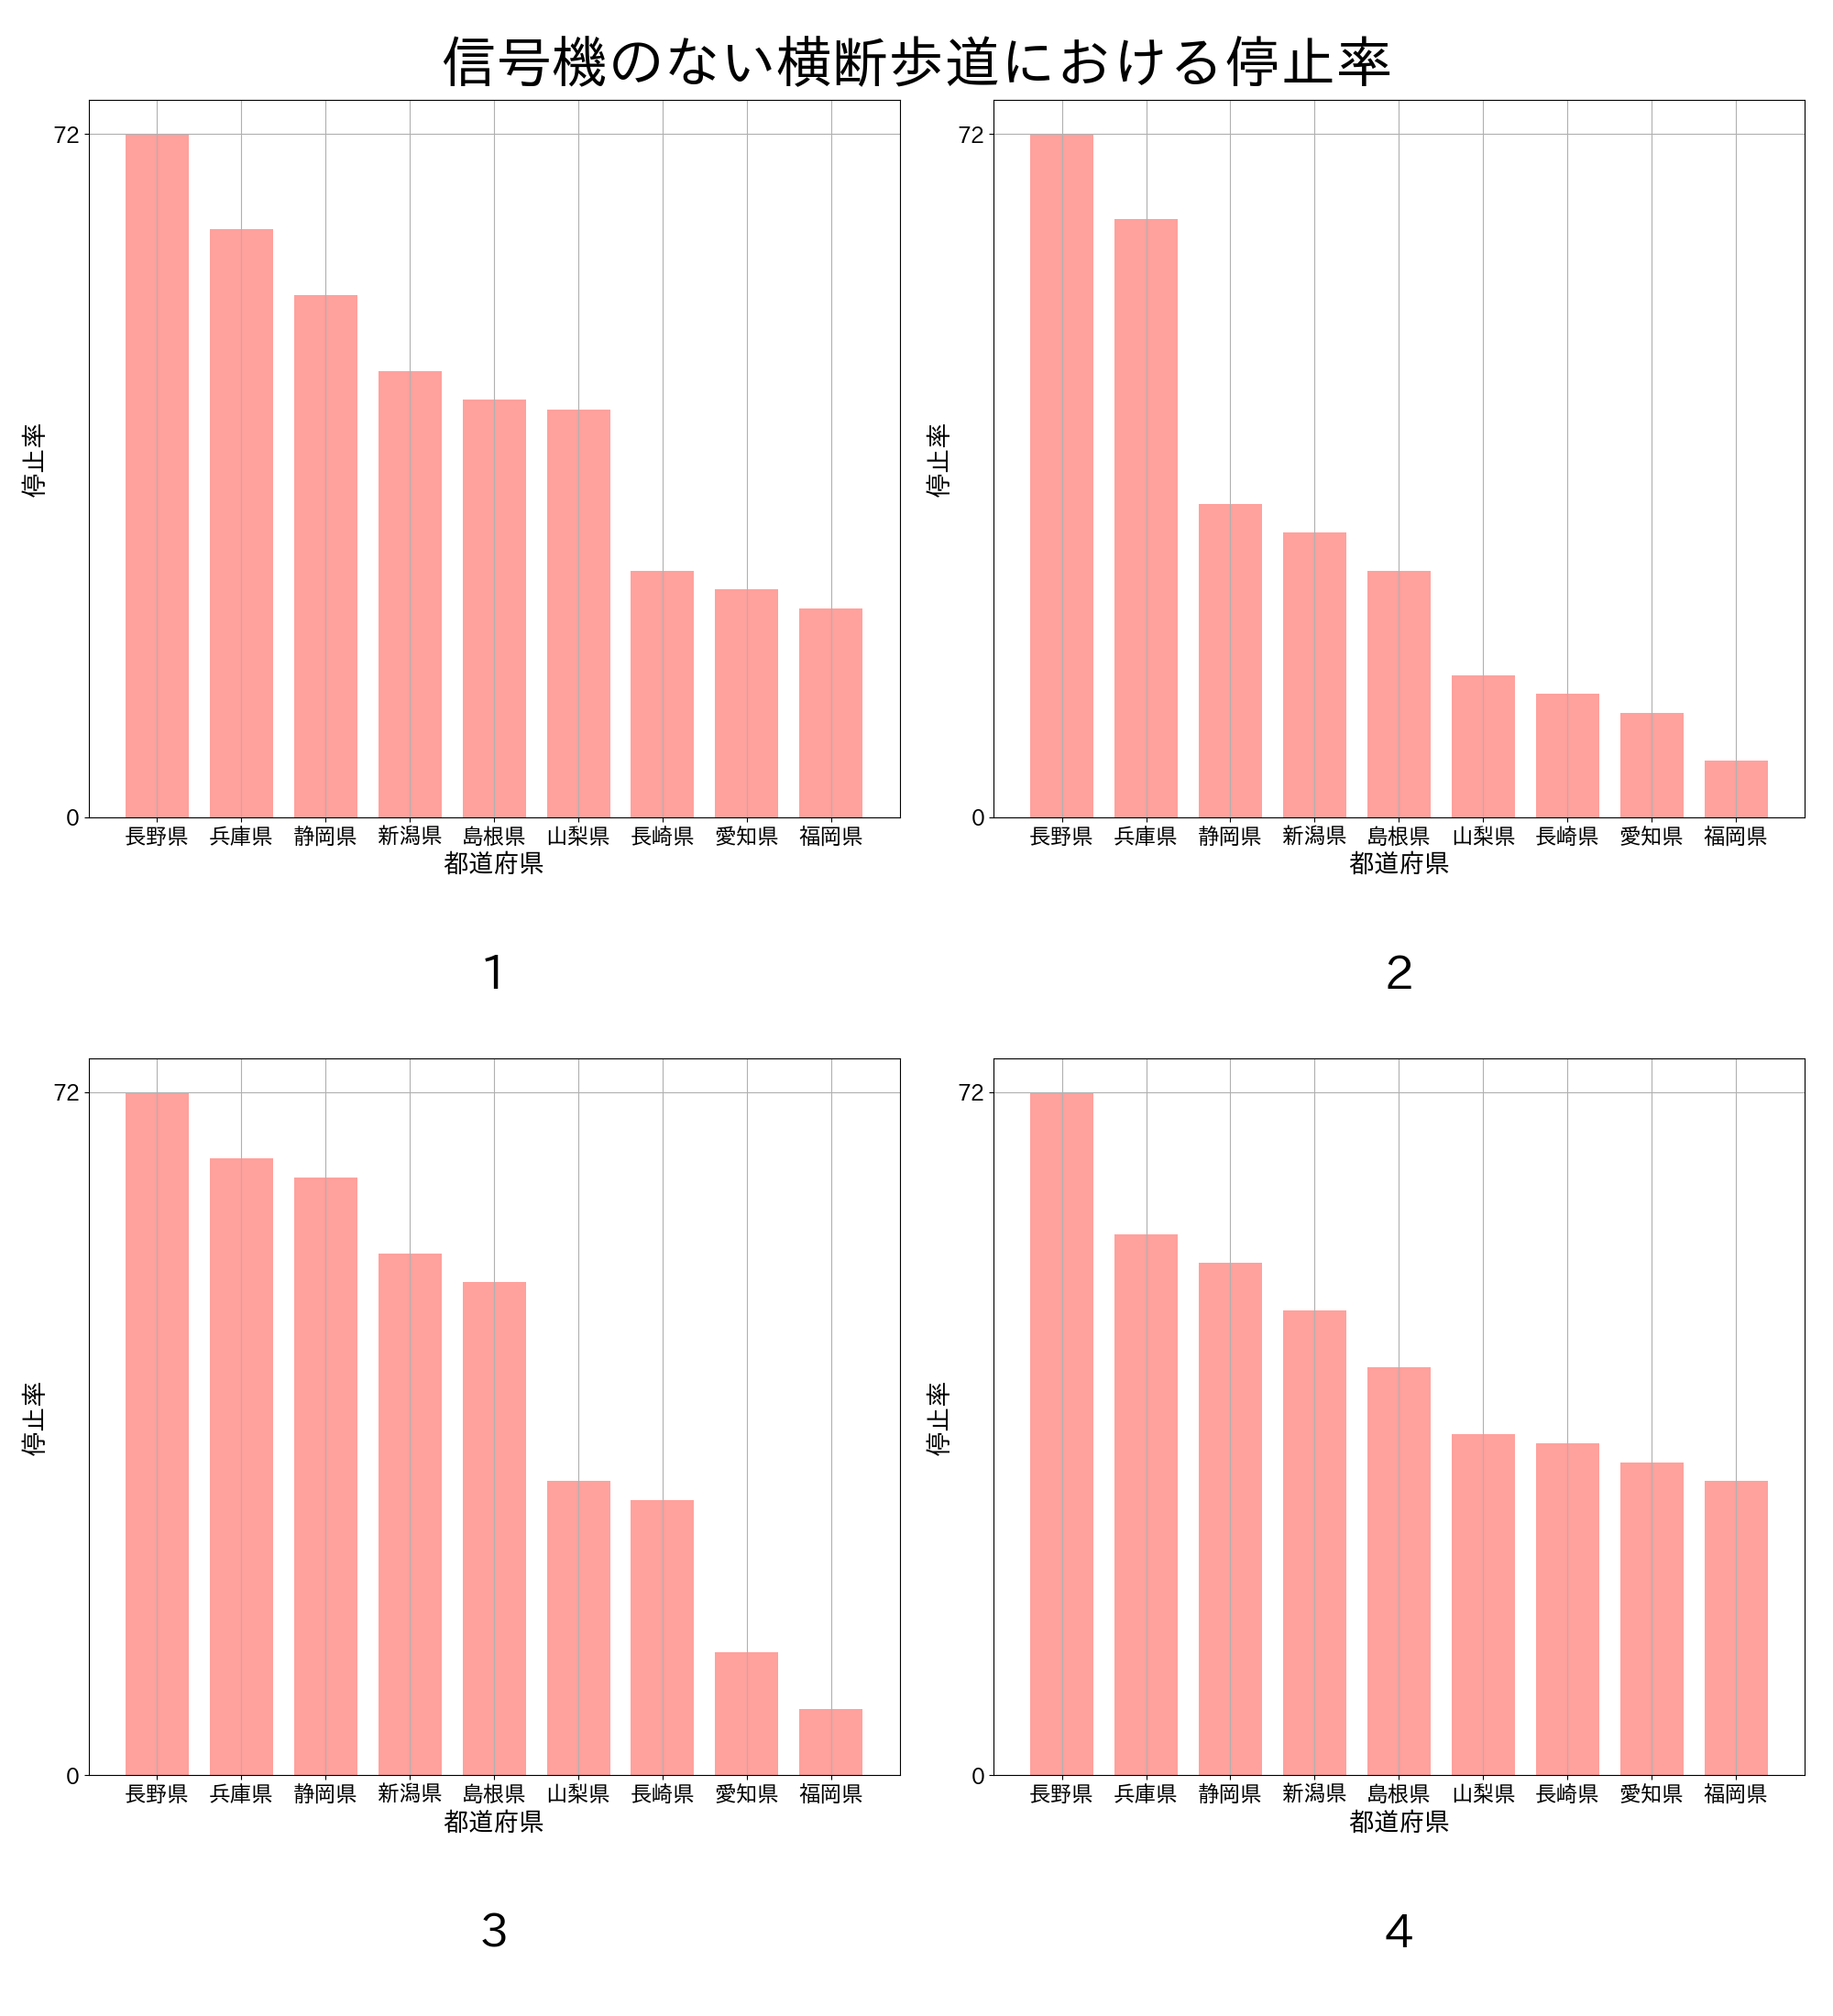 信号機のない横断歩道における停止率
72
0
停止率
長野県 兵庫県 静岡県 新潟県 島根県 山梨県 長崎県 愛知県 福岡県
都道府県
1
72
0
停止率
長野県 兵庫県 静岡県 新潟県 島根県 山梨県 長崎県 愛知県 福岡県
都道府県
2
72
0
停止率
長野県 兵庫県 静岡県 新潟県 島根県 山梨県 長崎県 愛知県 福岡県
都道府県
3
72
0
停止率
長野県 兵庫県 静岡県 新潟県 島根県 山梨県 長崎県 愛知県 福岡県
都道府県
4